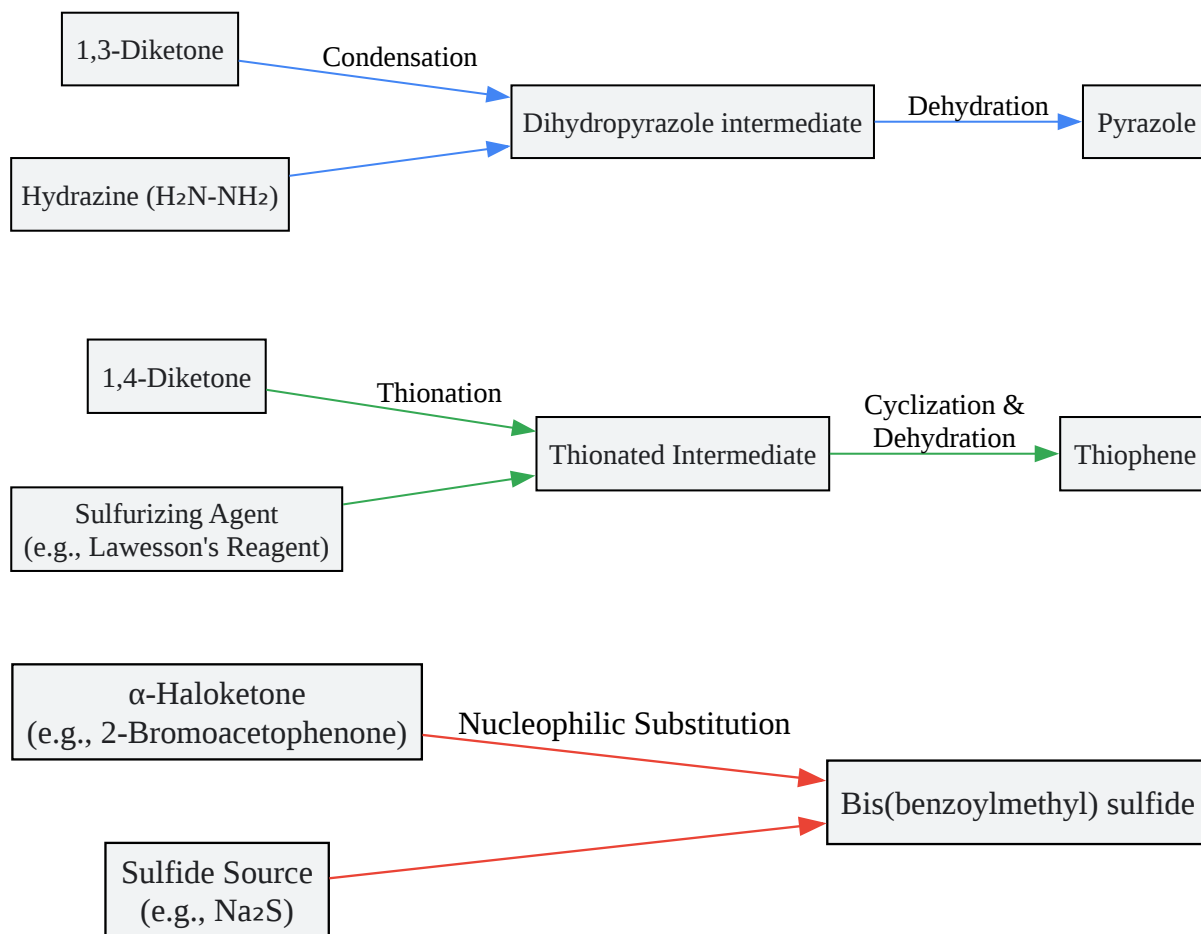 1,3-Diketone
Condensation
Hydrazine (H₂N-NH₂)
Dihydropyrazole intermediate
Dehydration
Pyrazole
1,4-Diketone
Thionation
Sulfurizing Agent
(e.g., Lawesson's Reagent)
Thionated Intermediate
Cyclization &
Dehydration
Thiophene
α-Haloketone
(e.g., 2-Bromoacetophenone)
Nucleophilic Substitution
Sulfide Source
(e.g., Na₂S)
Bis(benzoylmethyl) sulfide